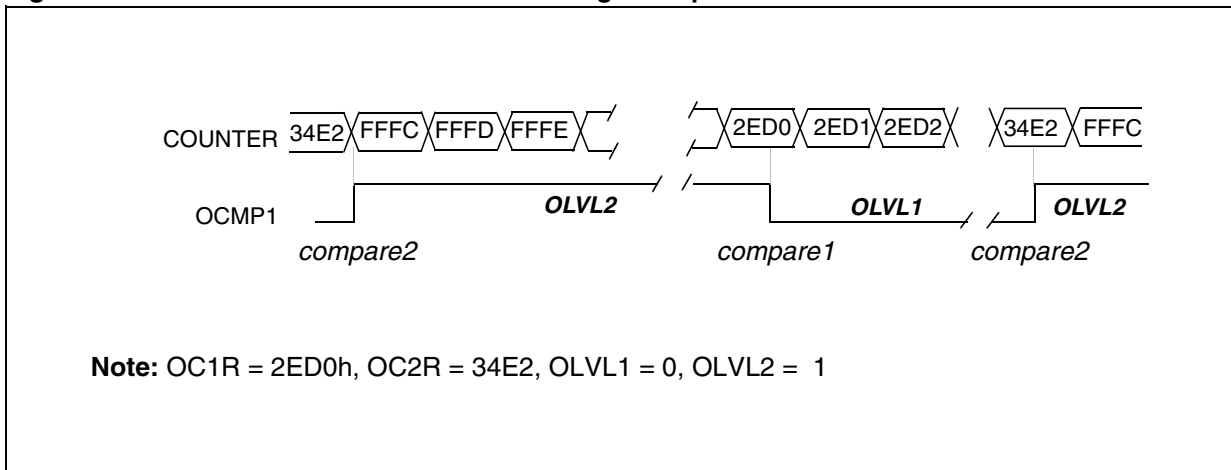 COUNTER 34E2 FFFC FFFD FFFE 2ED0 2ED1 2ED2 34E2 FFFC
OCMP1 OLVL2 OLVL1 OLVL2
compare2 compare1 compare2
Note: OC1R = 2ED0h, OC2R = 34E2, OLVL1 = 0, OLVL2 = 1